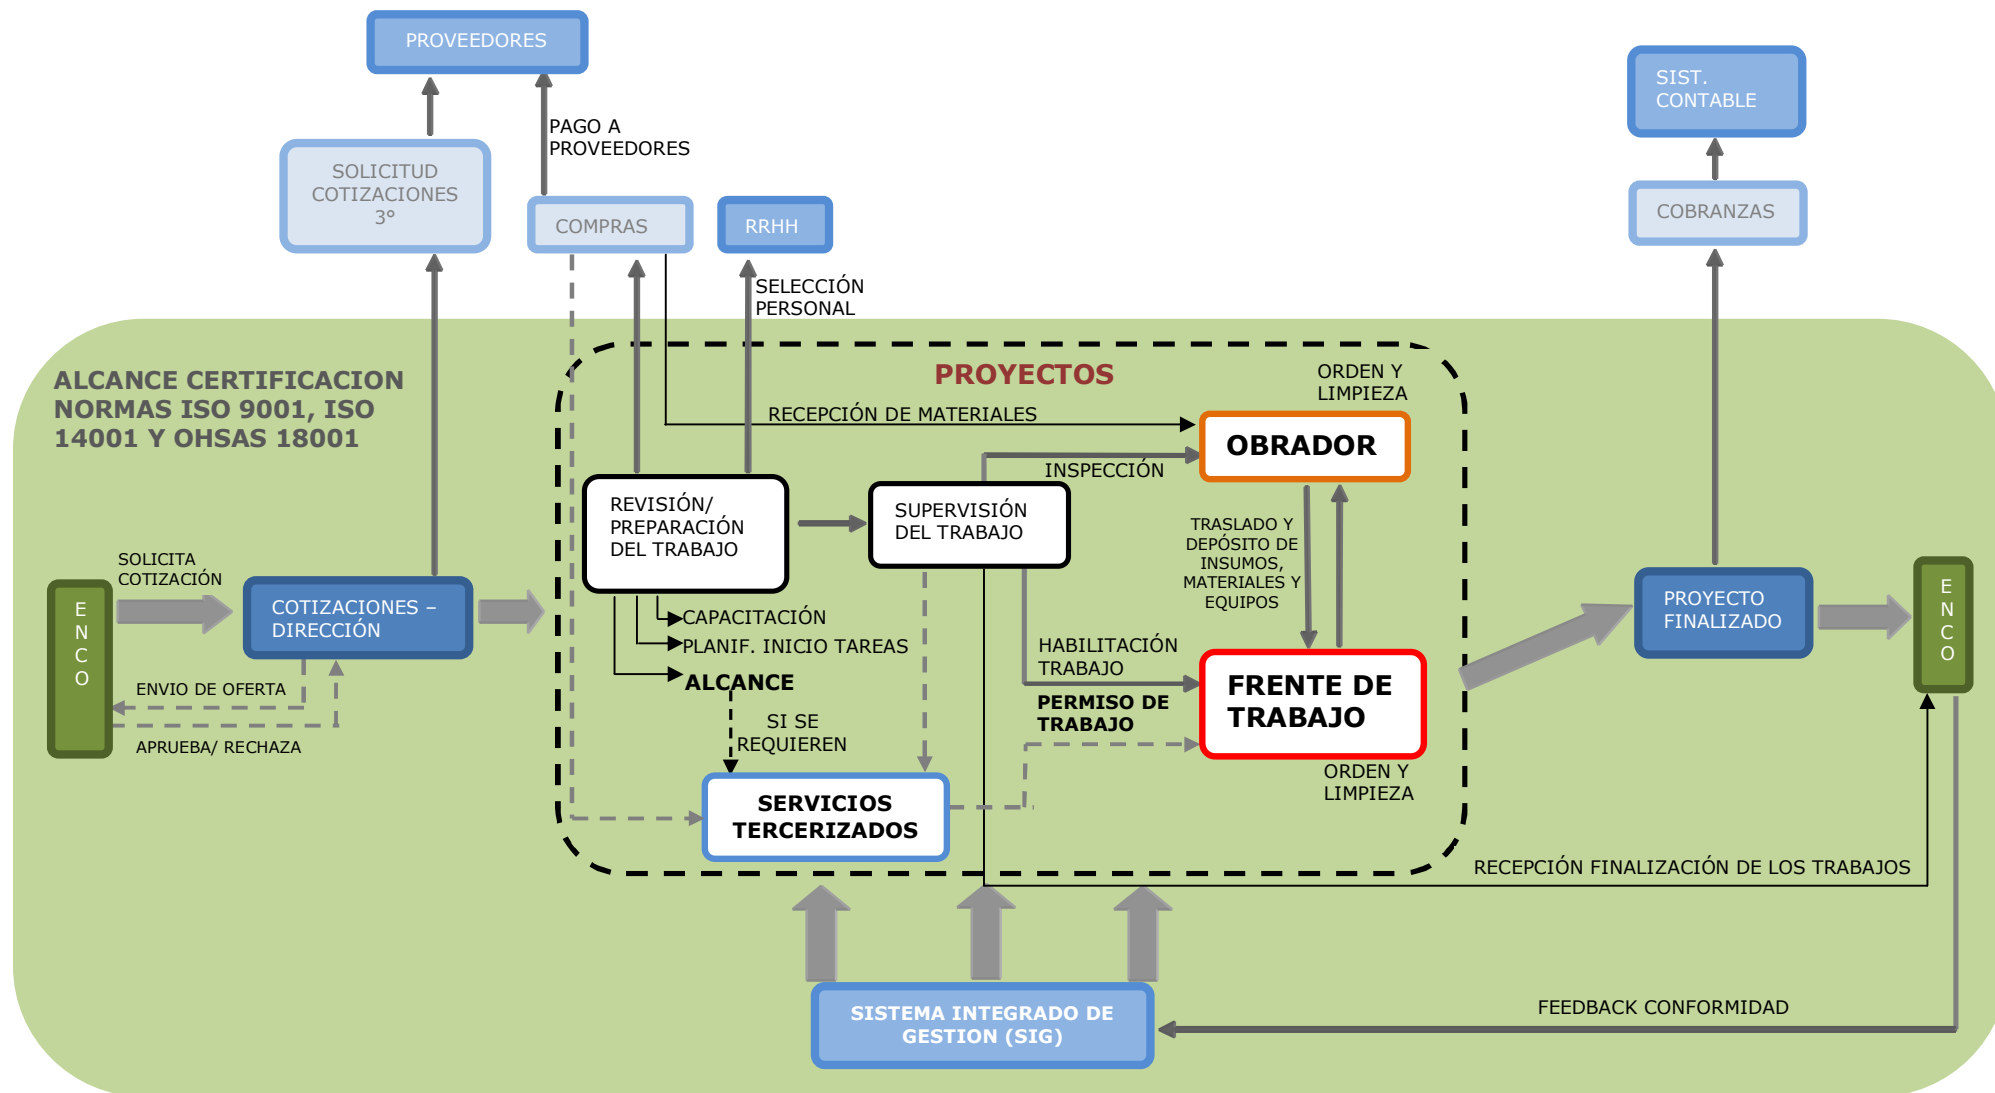 PROVEEDORES
SIST.
CONTABLE
PAGO A
PROVEEDORES
SOLICITUD
COTIZACIONES
3°
COMPRAS
RRHH
COBRANZAS
SELECCIÓN
PERSONAL
ALCANCE CERTIFICACION
NORMAS ISO 9001, ISO
14001 Y OHSAS 18001
PROYECTOS
ORDEN Y
LIMPIEZA
RECEPCIÓN DE MATERIALES
OBRADOR
INSPECCIÓN
REVISIÓN/
PREPARACIÓN
DEL TRABAJO
SUPERVISIÓN
DEL TRABAJO
TRASLADO Y
DEPÓSITO DE
INSUMOS,
MATERIALES Y
EQUIPOS
SOLICITA
COTIZACIÓN
E
N
C
O
COTIZACIONES –
DIRECCIÓN
CAPACITACIÓN
PLANIF. INICIO TAREAS
ALCANCE
HABILITACIÓN
TRABAJO
PERMISO DE
TRABAJO
FRENTE DE
TRABAJO
PROYECTO
FINALIZADO
E
N
C
O
ENVIO DE OFERTA
APRUEBA/ RECHAZA
SI SE
REQUIEREN
SERVICIOS
TERCERIZADOS
ORDEN Y
LIMPIEZA
RECEPCIÓN FINALIZACIÓN DE LOS TRABAJOS
SISTEMA INTEGRADO DE
GESTION (SIG)
FEEDBACK CONFORMIDAD